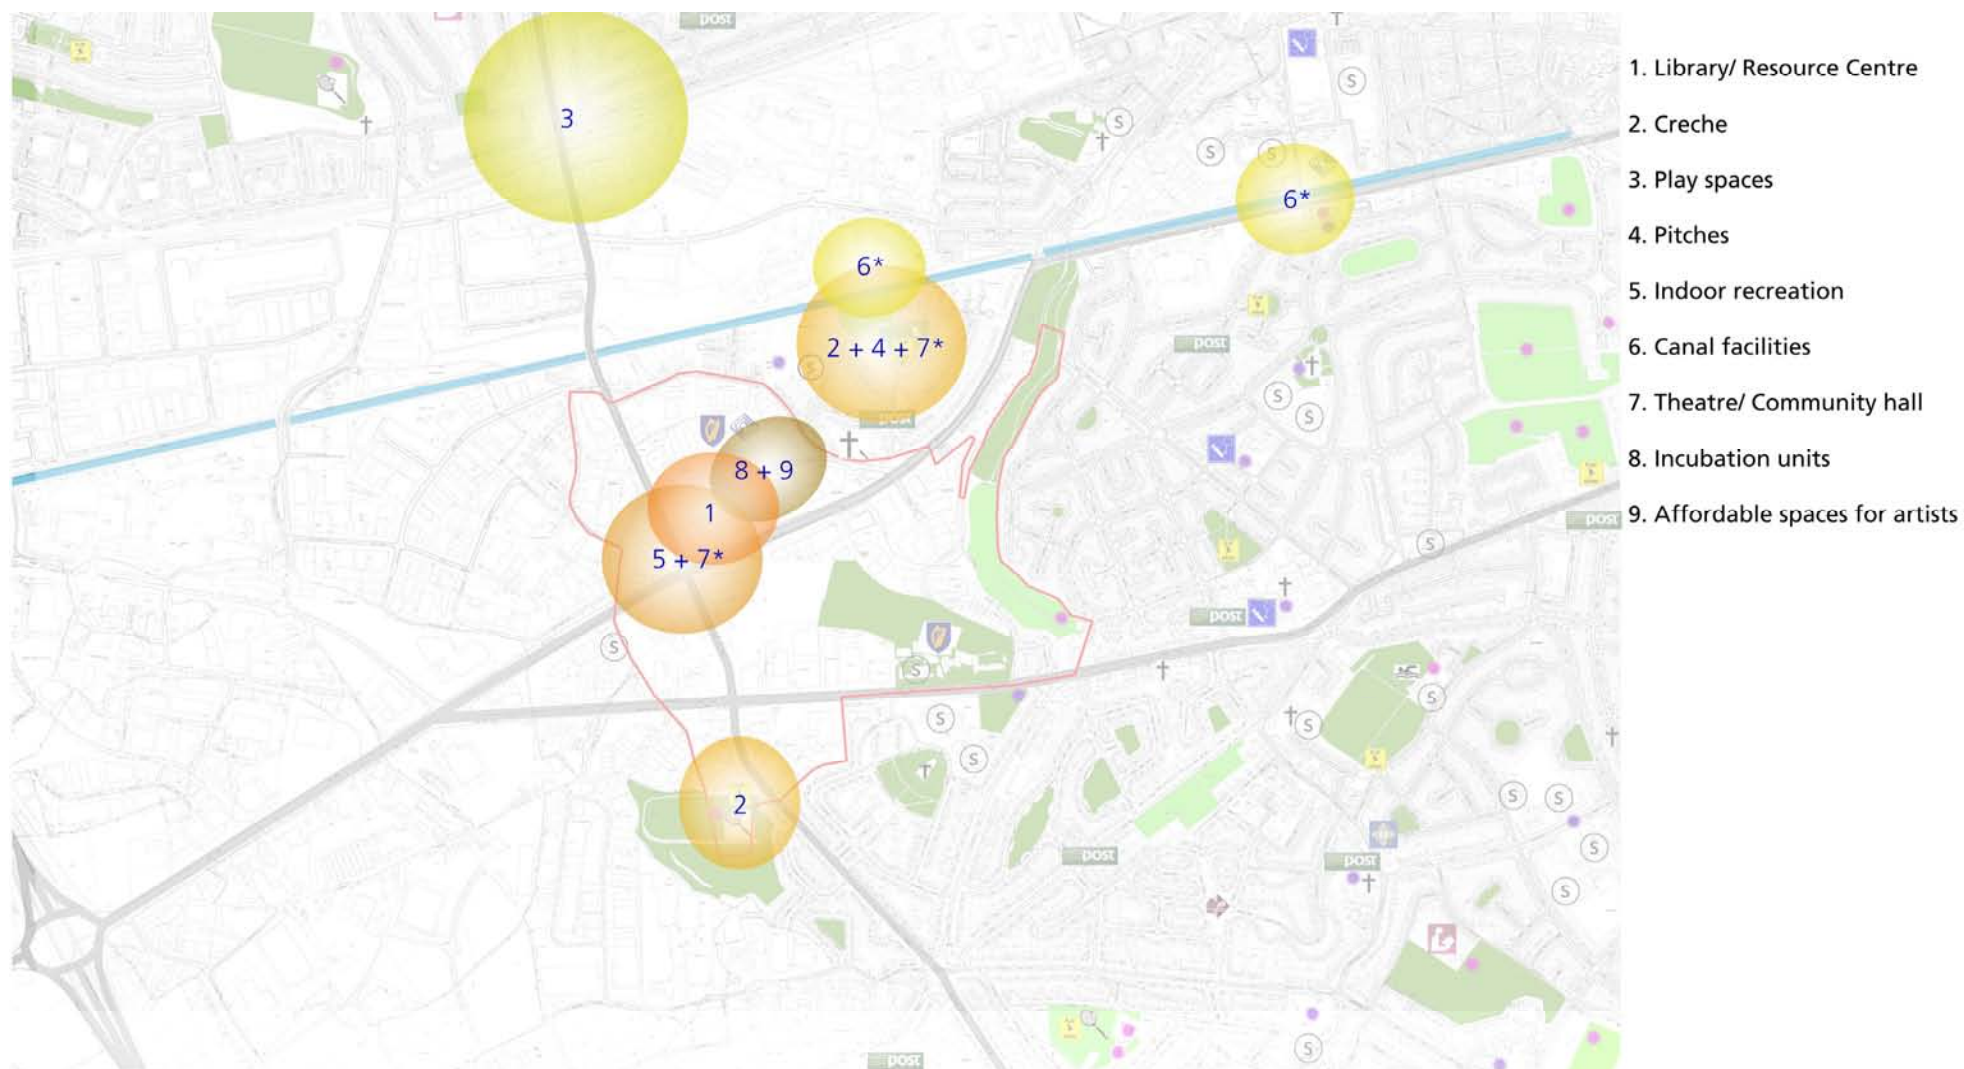 post
3
S
S
S
6*
6*
2 + 4 + 7*
S
post
post
S
S
8 + 9
1
5 + 7*
S
post
post
S
S
S
S
S
S
2
S
S
S
post
post
S
S
post
1. Library/ Resource Centre
2. Creche
3. Play spaces
4. Pitches
5. Indoor recreation
6. Canal facilities
7. Theatre/ Community hall
8. Incubation units
9. Affordable spaces for artists